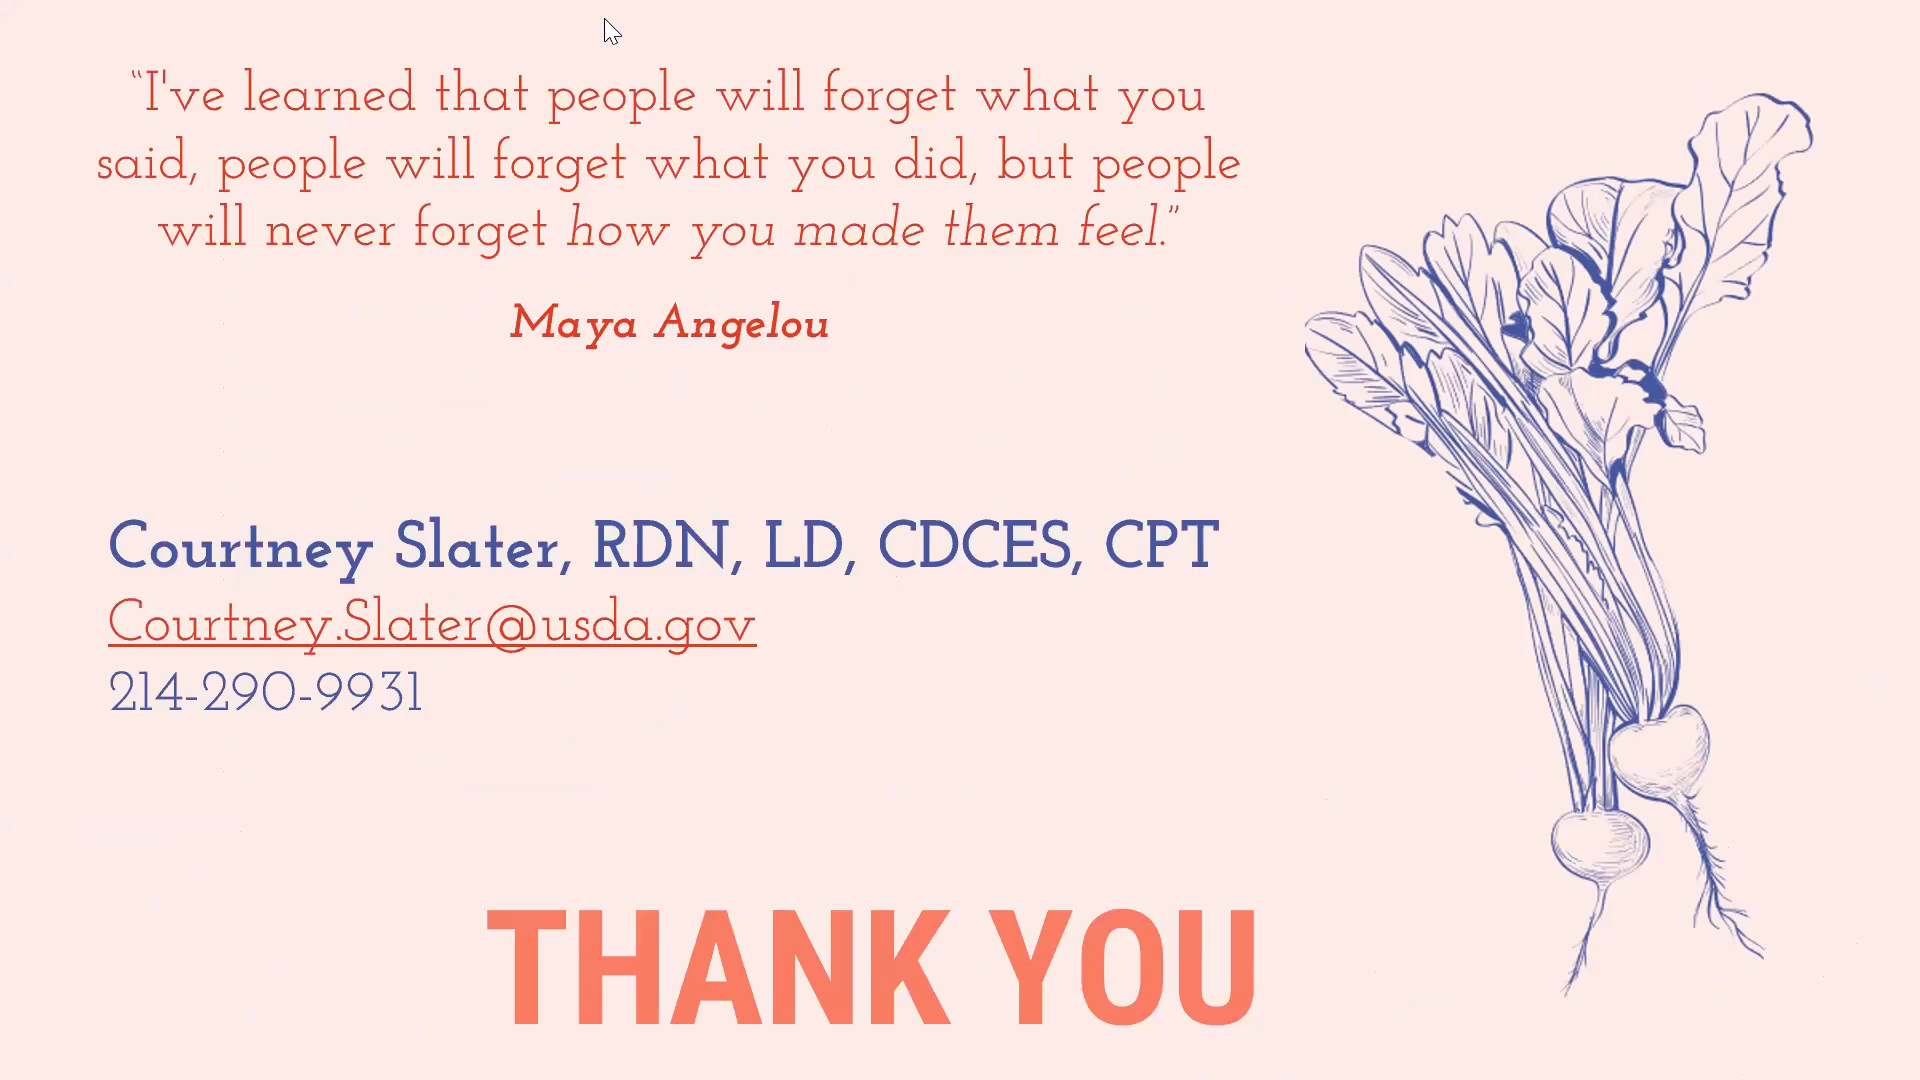 “I've learned that people will forget what you
said, people will forget what you did, but people
will never forget how you made them feel.”
Maya Angelou
Courtney Slater, RDN, LD, CDCES, CPT
Courtney.Slater@usda.gov
214-290-9931
THANK YOU